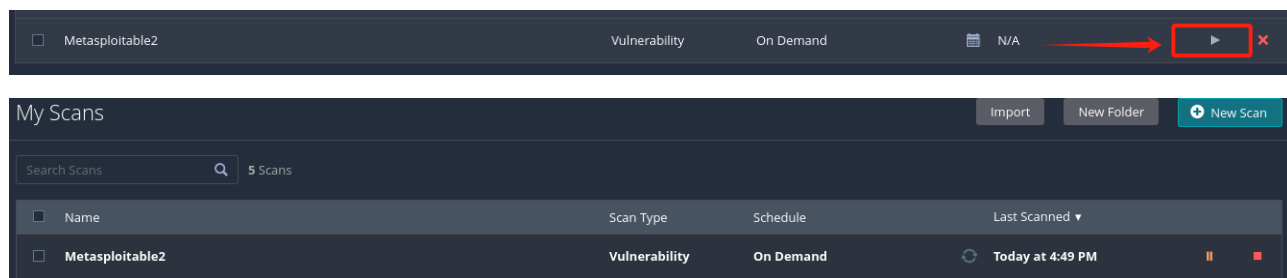 Metasploitable2 Vulnerability On Demand N/A
My Scans Import New Folder New Scan
Search Scans 5 Scans
Name Scan Type Schedule Last Scanned
Metasploitable2 Vulnerability On Demand Today at 4:49 PM